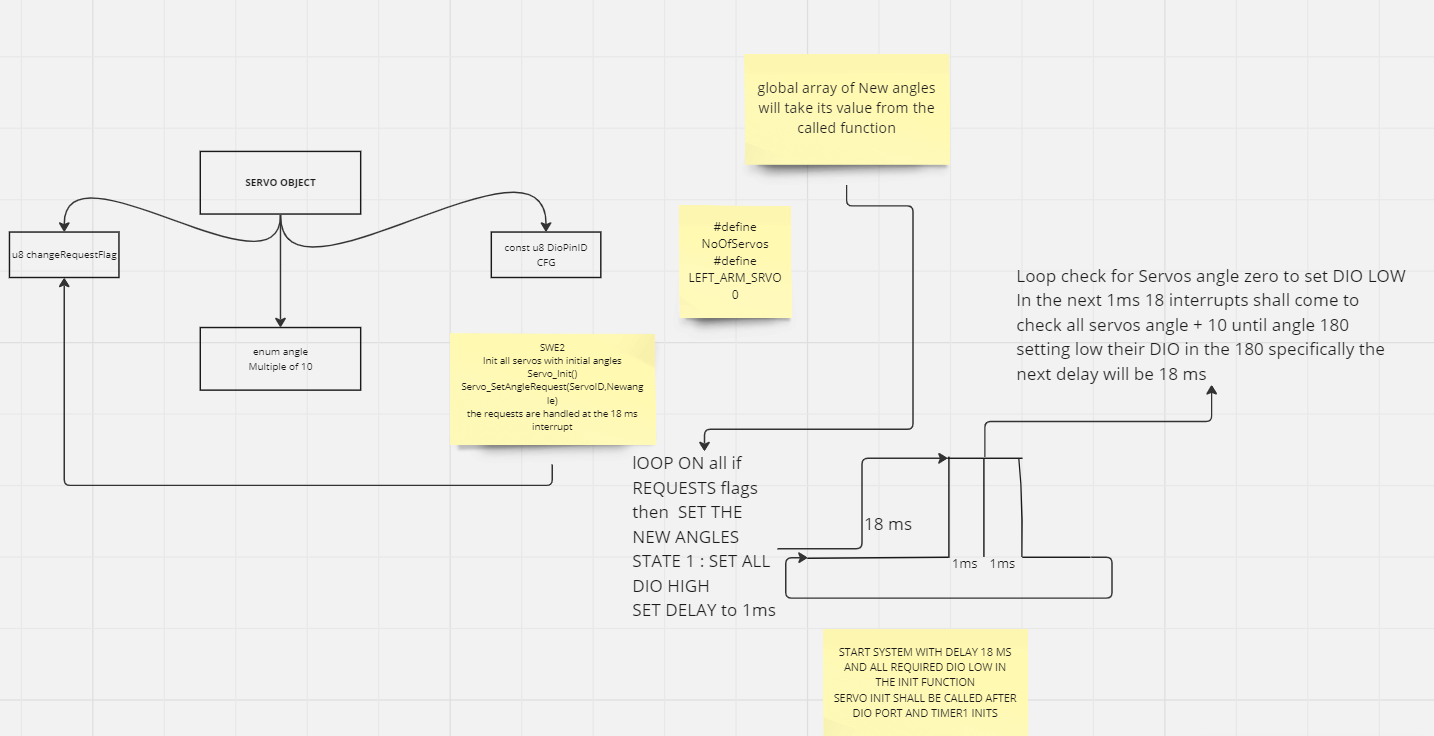 global array of New angles
will take its value from the
called function
SERVO OBJECT
u8 changeRequestFlag
const u8 DioPinID
CFG
enum angle
Multiple of 10
#define
NoOfServos
#define
LEFT_ARM_SRVO
0
SWE2
Init all servos with initial angles
Servo_Init()
Servo_SetAngleRequest(ServoID,Newang
le)
the requests are handled at the 18 ms
interrupt
Loop check for Servos angle zero to set DIO LOW
In the next 1ms 18 interrupts shall come to
check all servos angle + 10 until angle 180
setting low their DIO in the 180 specifically the
next delay will be 18 ms
lOOP ON all if
REQUESTS flags
then SET THE
NEW ANGLES
STATE 1 : SET ALL
DIO HIGH
SET DELAY to 1ms
18 ms
1ms
1ms
START SYSTEM WITH DELAY 18 MS
AND ALL REQUIRED DIO LOW IN
THE INIT FUNCTION
SERVO INIT SHALL BE CALLED AFTER
DIO PORT AND TIMER1 INITS